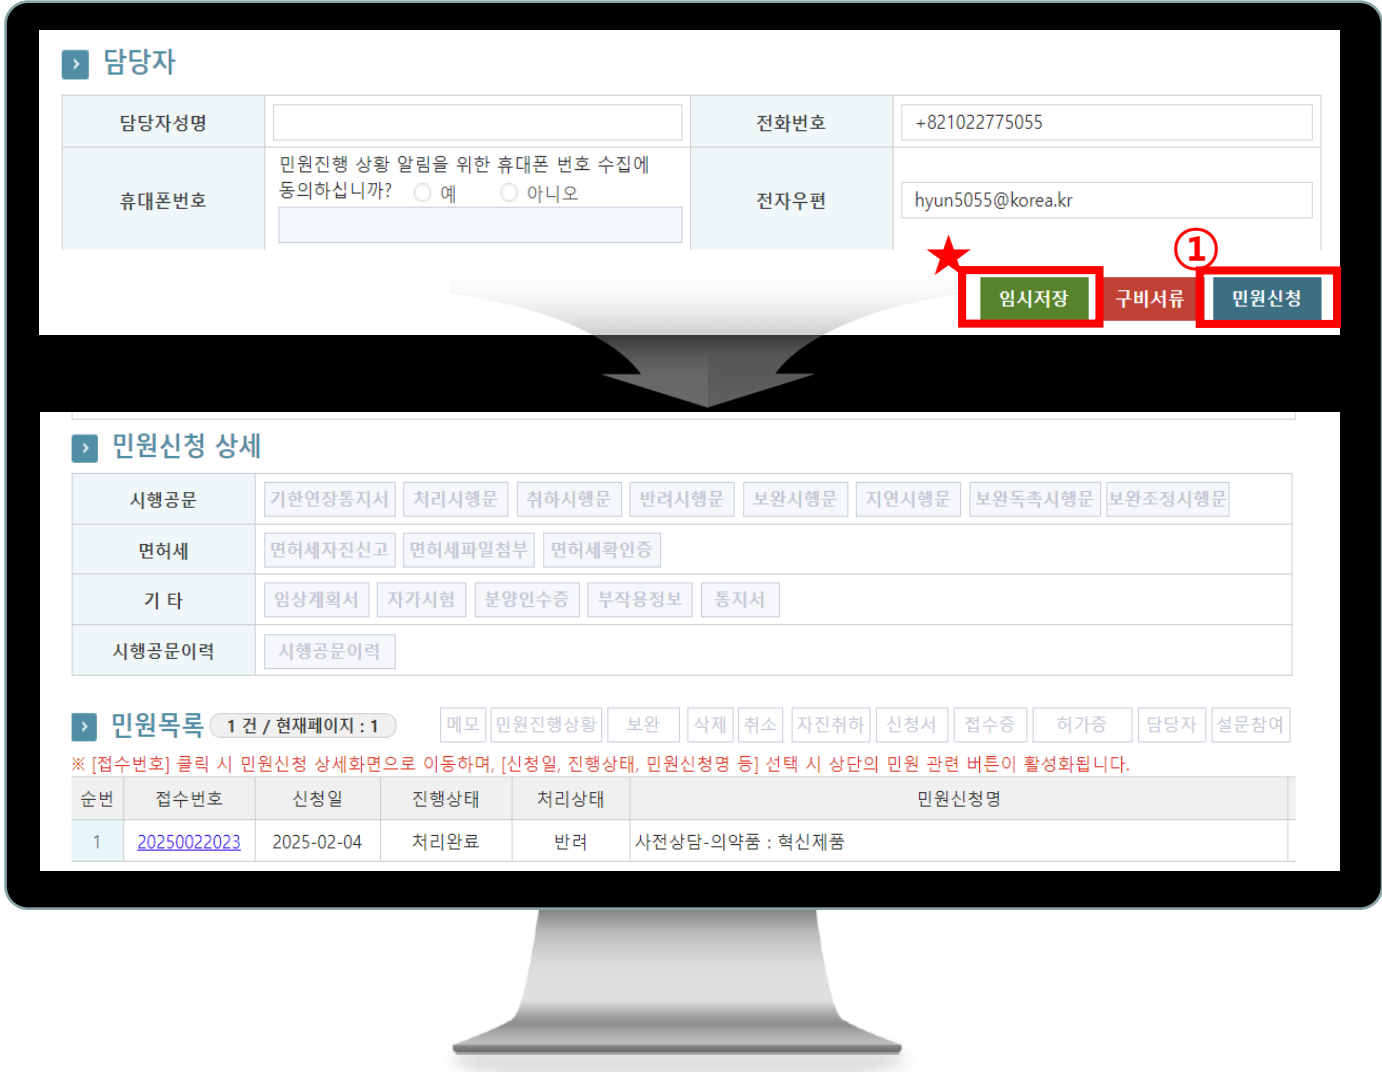 담당자
담당자성명 전화번호 +821022775055
휴대폰번호 민원진행 상황 알림을 위한 휴대폰 번호 수집에
동의하십니까? 예 아니오
전자우편 hyun5055@korea.kr
★ ①
임시저장 구비서류 민원신청
민원신청 상세
시행공문 기한연장통지서 처리시행문 취하시행문 반려시행문 보완시행문 지연시행문 보완독촉시행문 보완조정시행문
면허세 면허세자진신고 면허세파일첨부 면허세확인증
기 타 임상계획서 자가시험 분양인수증 부작용정보 통지서
시행공문이력 시행공문이력
민원목록 1 건 / 현재페이지 : 1 메모 민원진행상황 보완 삭제 취소 자진취하 신청서 접수증 허가증 담당자 설문참여
※ [접수번호] 클릭 시 민원신청 상세화면으로 이동하며, [신청일, 진행상태, 민원신청명 등] 선택 시 상단의 민원 관련 버튼이 활성화됩니다.
순번 접수번호 신청일 진행상태 처리상태 민원신청명
1 20250022023 2025-02-04 처리완료 반려 사전상담-의약품 : 혁신제품